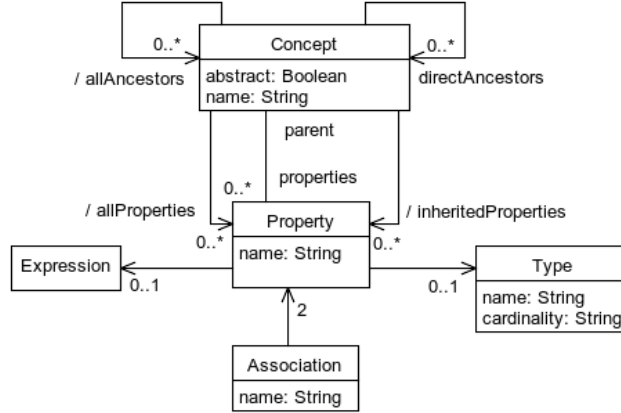 0..*
Concept
0..*
/ allAncestors
abstract: Boolean
directAncestors
name: String
parent
0..*
properties
/ allProperties
Property
/ inheritedProperties
0..*
name: String
0..*
Expression
0..1
0..1
Type
name: String
cardinality: String
2
Association
name: String